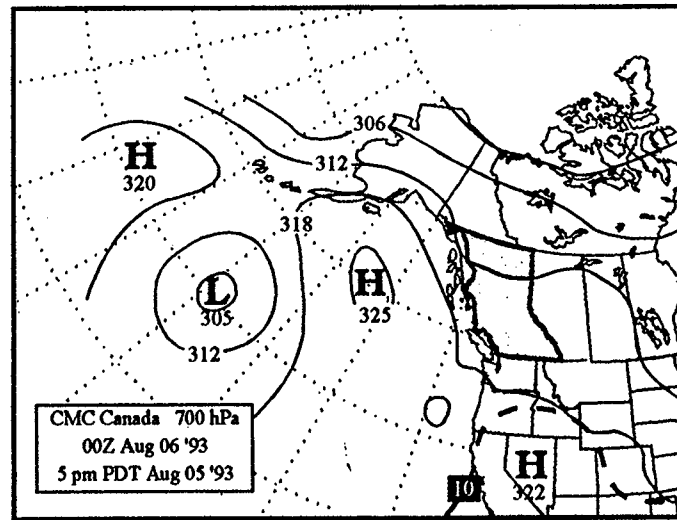 306
H
320
312
318
L
305
H
325
312
CMC Canada 700 hPa
00Z Aug 06 '93
5 pm PDT Aug 05 '93
10
H
322